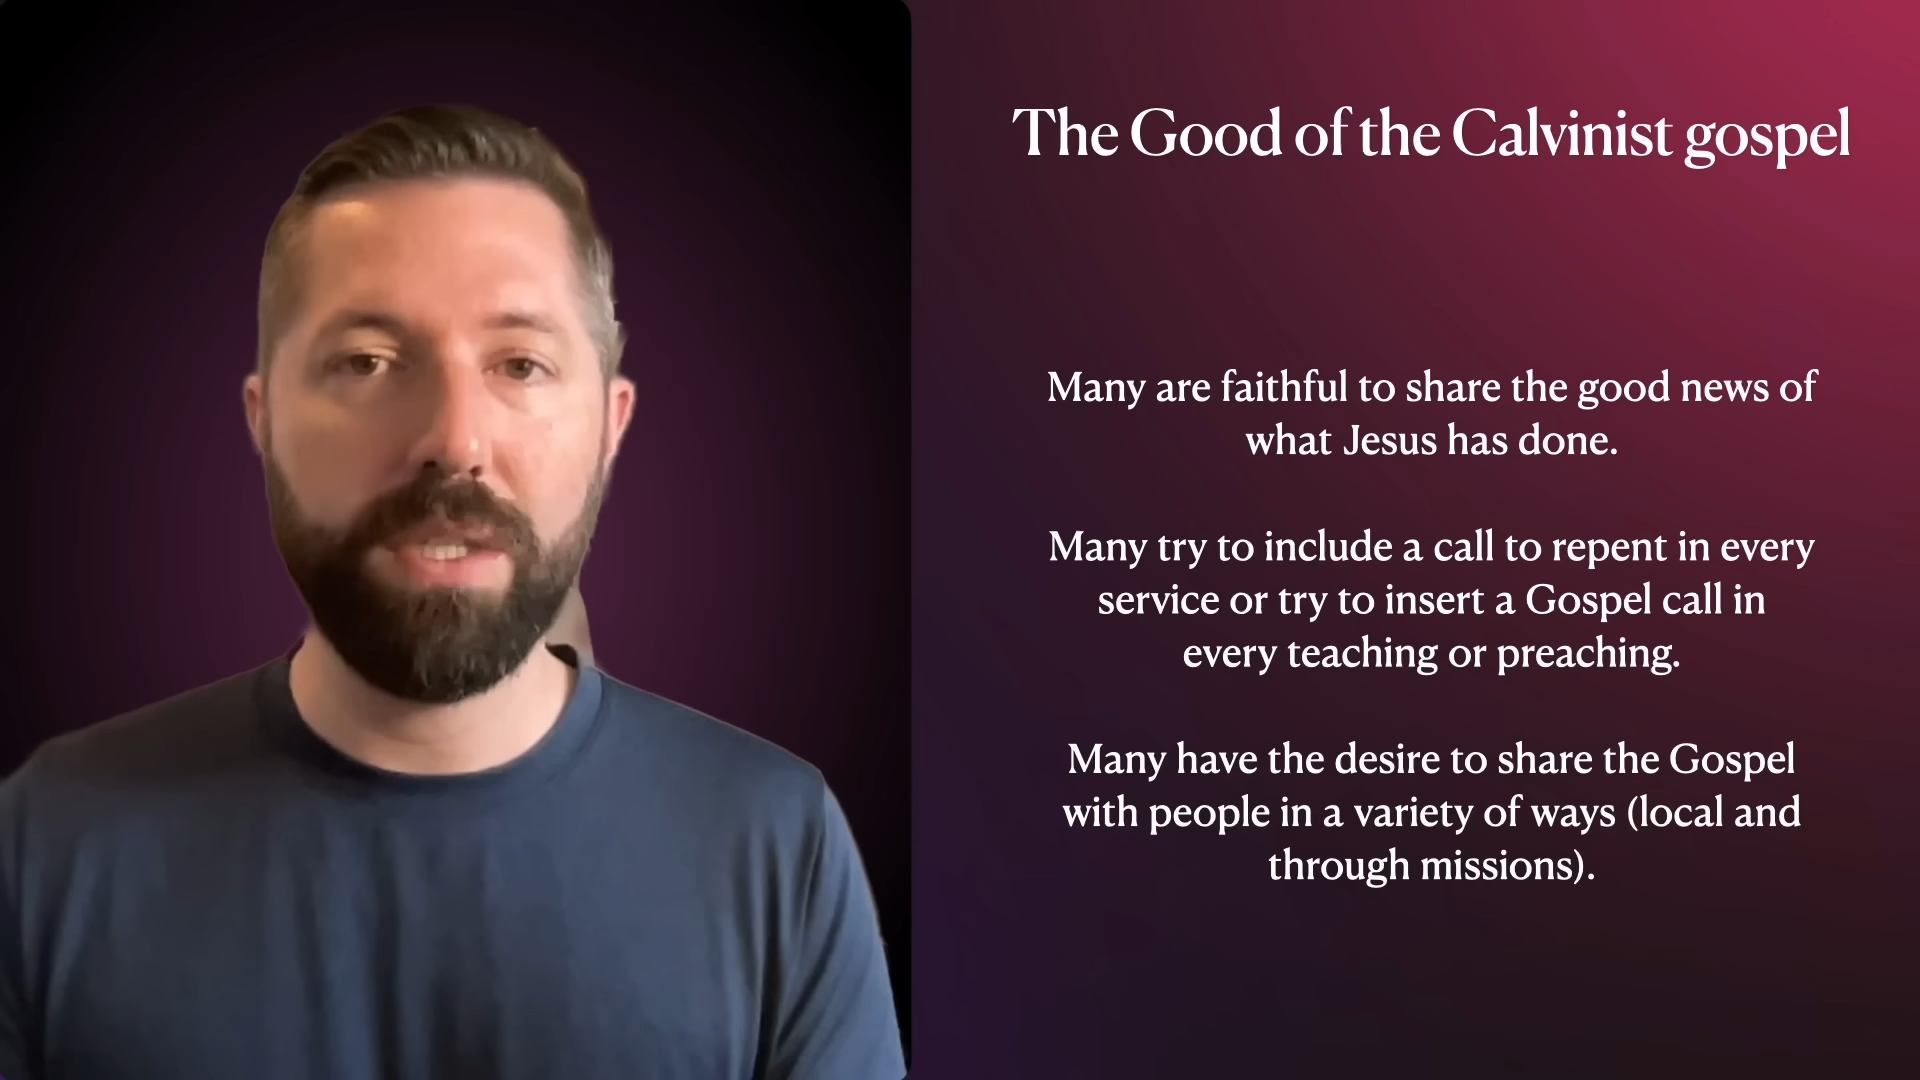 The Good of the Calvinist gospel
Many are faithful to share the good news of
what Jesus has done.
Many try to include a call to repent in every
service or try to insert a Gospel call in
every teaching or preaching.
Many have the desire to share the Gospel
with people in a variety of ways (local and
through missions).